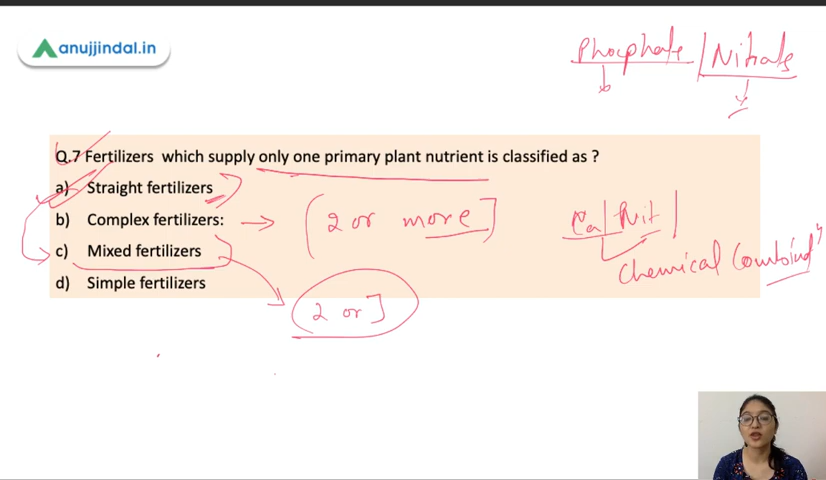 anujjindal.in
Phosphate / Nitrate
Q.7 Fertilizers which supply only one primary plant nutrient is classified as ?
a) Straight fertilizers
b) Complex fertilizers: → (2 or more]
c) Mixed fertilizers
d) Simple fertilizers
Ca / Nit |
Chemical Combind
2 or ]